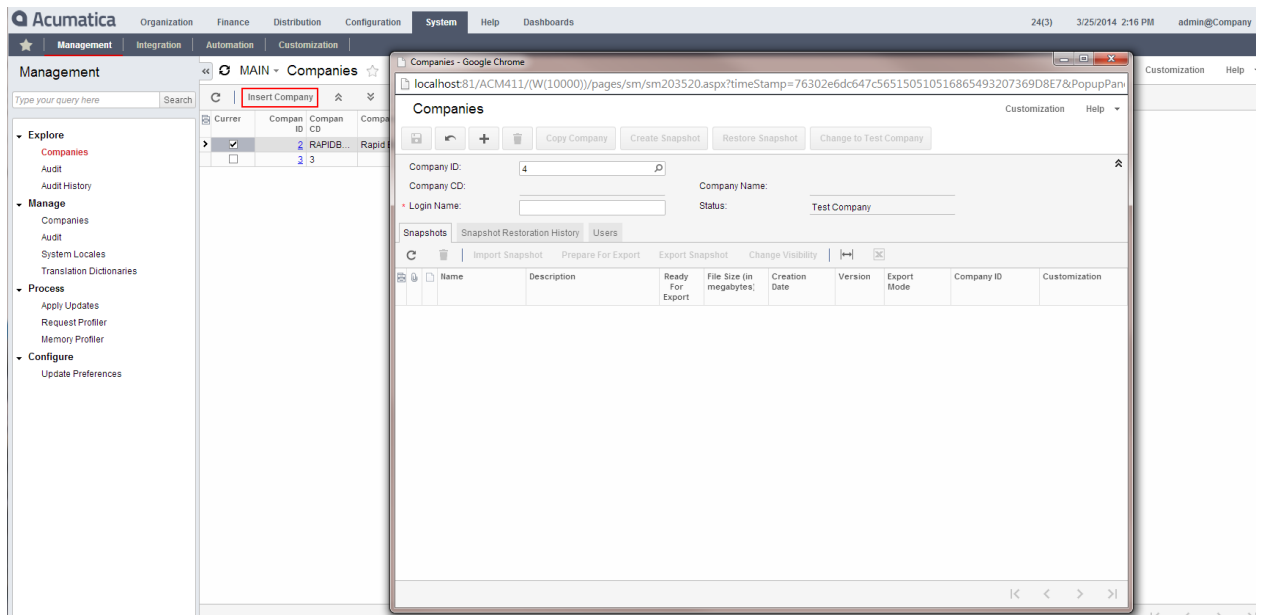 Acumatica Organization Finance Distribution Configuration System Help Dashboards 24(3) 3/25/2014 2:16 PM admin@Company
Management Integration Automation Customization
Management
MAIN Companies
Type your query here Search
Insert Company
Explore
Companies
Audit
Audit History
Manage
Companies
Audit
System Locales
Translation Dictionaries
Process
Apply Updates
Request Profiler
Memory Profiler
Configure
Update Preferences
Curren Compan ID Compan CD Compa
2 RAPIDB... Rapid
3 3
Customization Help
Companies - Google Chrome
localhost:81/ACM411/(W(10000))/pages/sm/sm203520.aspx?timeStamp=76302e6dc647c565150510516865493207369D8E7&PopupPan
Companies Customization Help
Copy Company Create Snapshot Restore Snapshot Change to Test Company
Company ID: 4
Company CD: Company Name:
* Login Name: Status: Test Company
Snapshots Snapshot Restoration History Users
Import Snapshot Prepare For Export Export Snapshot Change Visibility
Name Description Ready For Export File Size (in megabytes) Creation Date Version Export Mode Company ID Customization